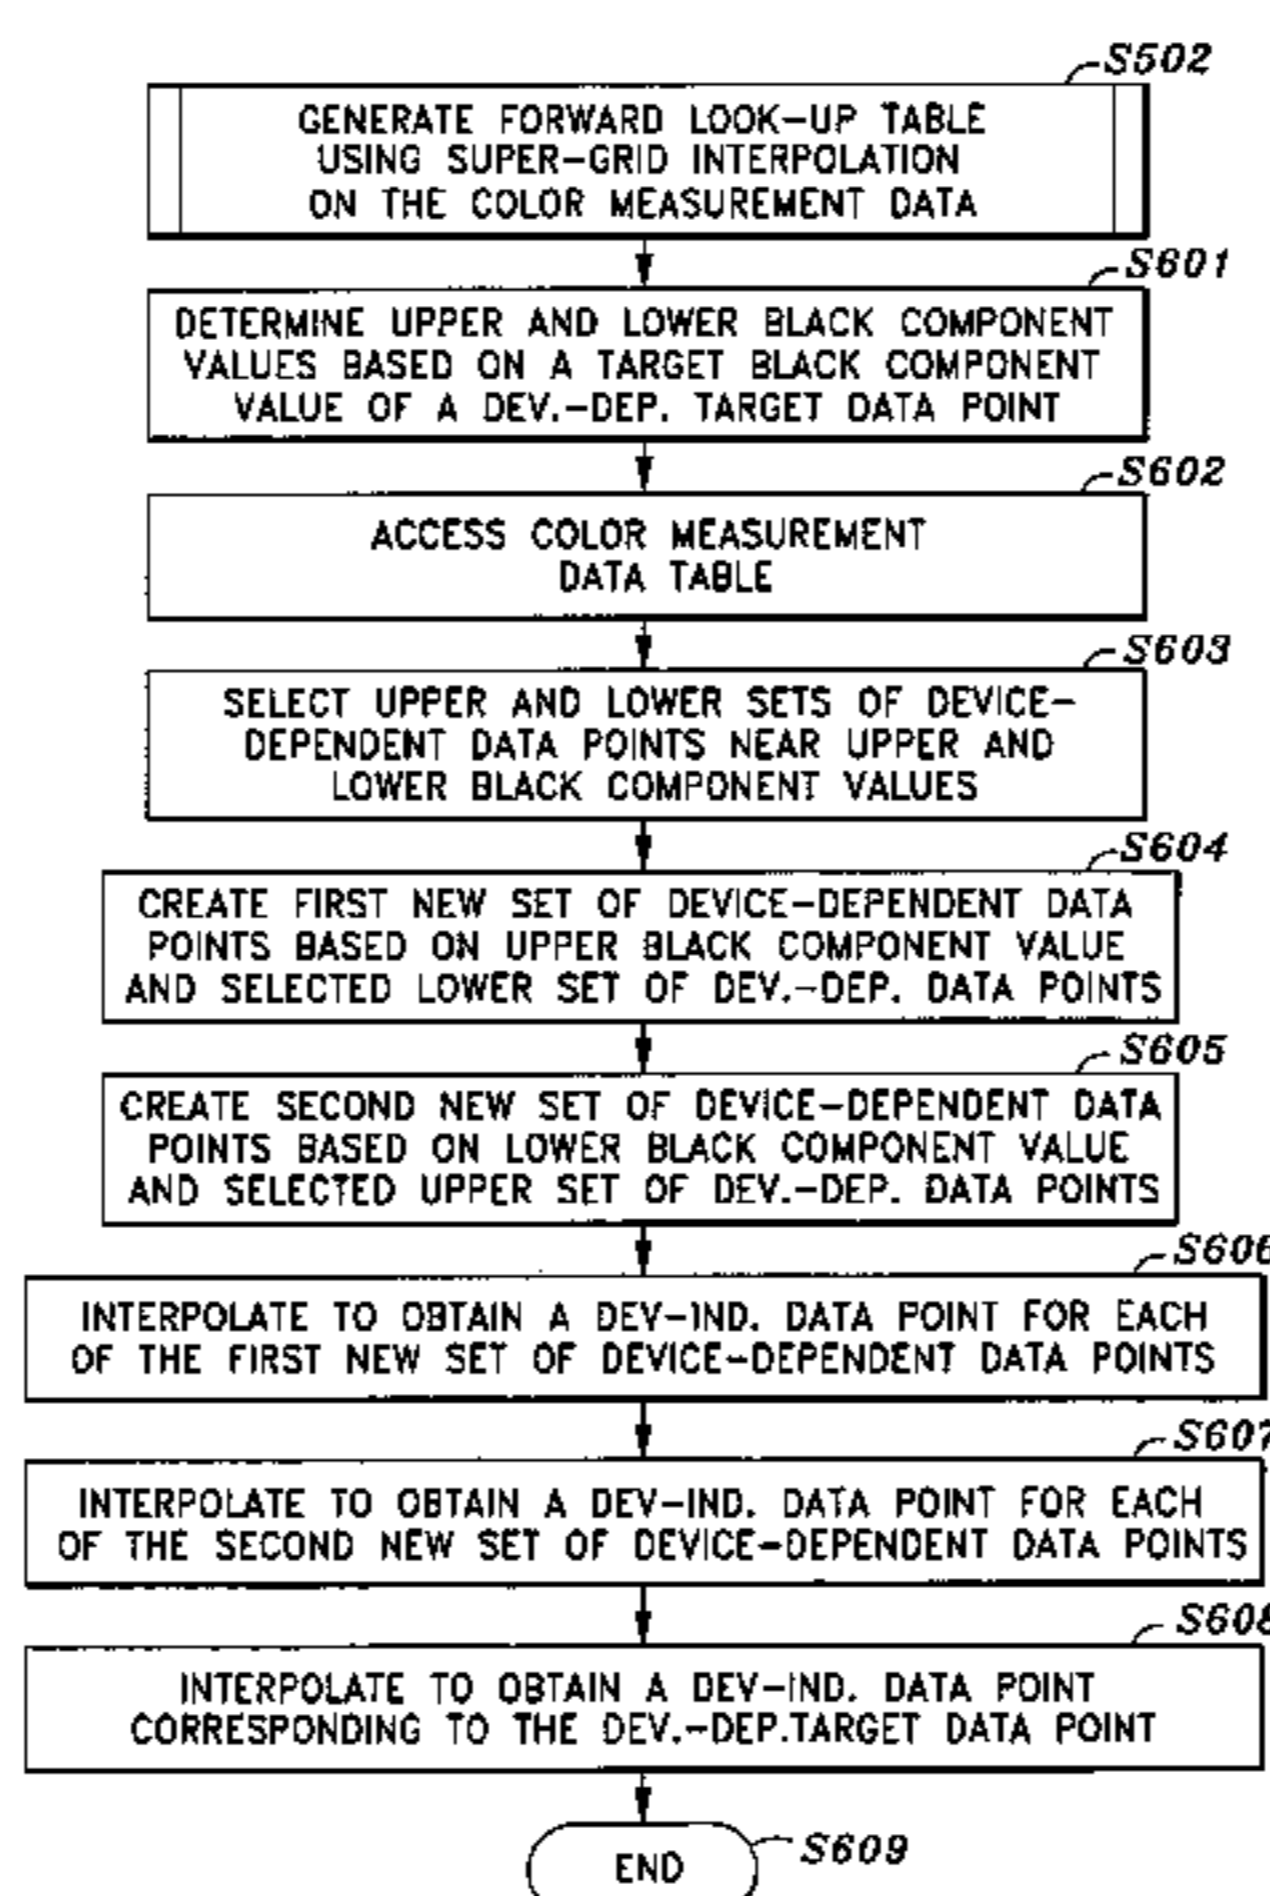 S502
GENERATE FORWARD LOOK-UP TABLE
USING SUPER-GRID INTERPOLATION
ON THE COLOR MEASUREMENT DATA
S601
DETERMINE UPPER AND LOWER BLACK COMPONENT
VALUES BASED ON A TARGET BLACK COMPONENT
VALUE OF A DEV.-DEP. TARGET DATA POINT
S602
ACCESS COLOR MEASUREMENT
DATA TABLE
S603
SELECT UPPER AND LOWER SETS OF DEVICE-
DEPENDENT DATA POINTS NEAR UPPER AND
LOWER BLACK COMPONENT VALUES
S604
CREATE FIRST NEW SET OF DEVICE-DEPENDENT DATA
POINTS BASED ON UPPER BLACK COMPONENT VALUE
AND SELECTED LOWER SET OF DEV.-DEP. DATA POINTS
S605
CREATE SECOND NEW SET OF DEVICE-DEPENDENT DATA
POINTS BASED ON LOWER BLACK COMPONENT VALUE
AND SELECTED UPPER SET OF DEV.-DEP. DATA POINTS
S606
INTERPOLATE TO OBTAIN A DEV-IND. DATA POINT FOR EACH
OF THE FIRST NEW SET OF DEVICE-DEPENDENT DATA POINTS
S607
INTERPOLATE TO OBTAIN A DEV-IND. DATA POINT FOR EACH
OF THE SECOND NEW SET OF DEVICE-DEPENDENT DATA POINTS
S608
INTERPOLATE TO OBTAIN A DEV-IND. DATA POINT
CORRESPONDING TO THE DEV.-DEP.TARGET DATA POINT
END
S609